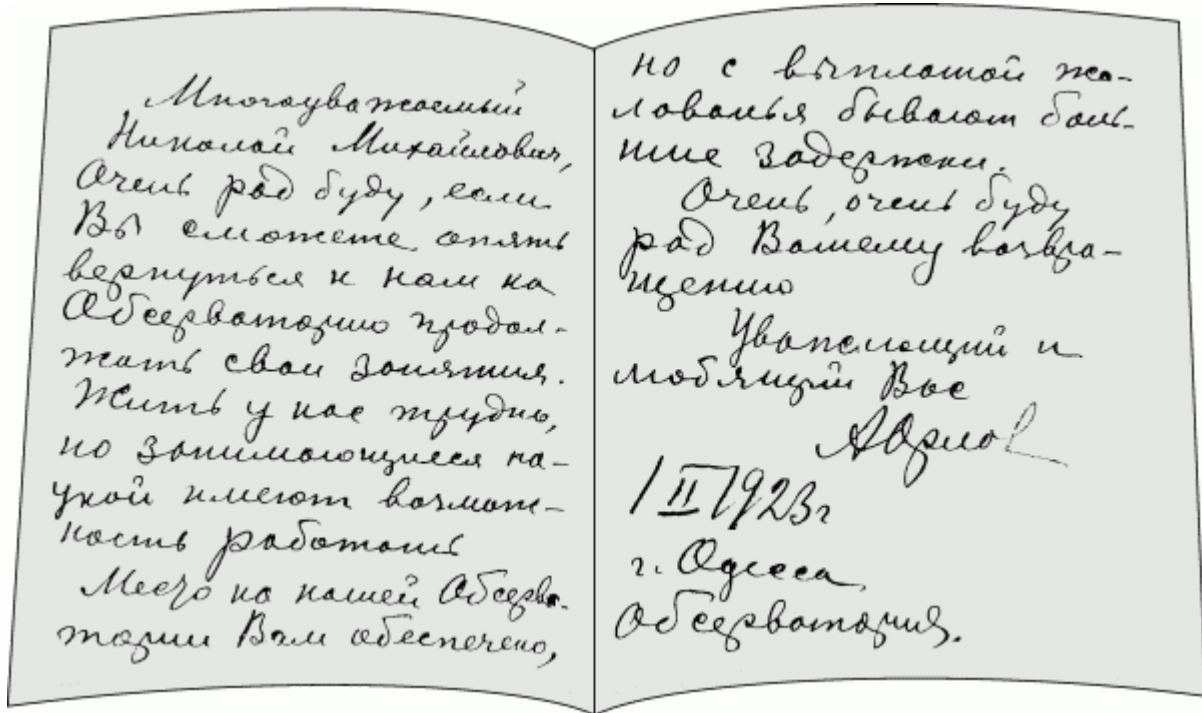 Многоуважаемый
Николай Михайлович,
Очень рад буду, если
Вы сможете опять
вернуться к нам на
Обсерваторию продол-
жать свои занятия.
Жить у нас трудно,
но занимающиеся на-
укой имеют возмож-
ность работать
Место на нашей Обсерва-
тории Вам обеспечено,
но с выплатой жа-
лованья бывают боль-
шие задержки.
Очень, очень буду
рад Вашему возвра-
щению
Уважающий и
любящий Вас
АОрлов
1 II 1923г
г. Одесса
Обсерватория.